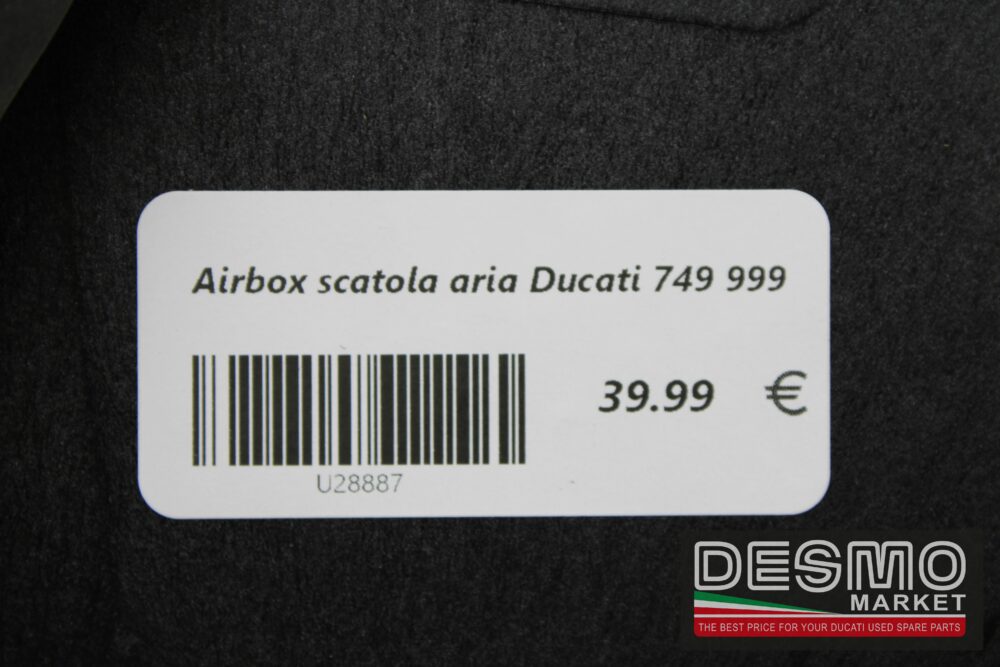 Airbox scatola aria Ducati 749 999
39.99 €
U28887
DESMO
MARKET
THE BEST PRICE FOR YOUR DUCATI USED SPARE PARTS